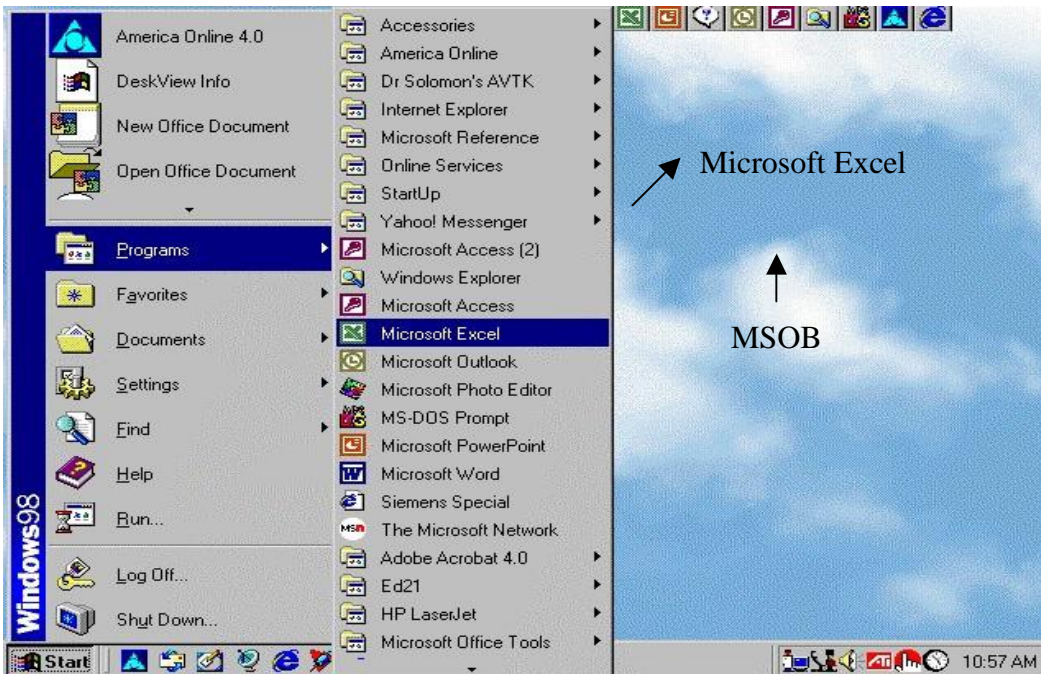 America Online 4.0
DeskView Info
New Office Document
Open Office Document
Programs
Favorites
Documents
Settings
Find
Help
Run...
Log Off...
Shut Down...
Windows98
Accessories
America Online
Dr Solomon's AVTK
Internet Explorer
Microsoft Reference
Online Services
StartUp
Yahoo! Messenger
Microsoft Access (2)
Windows Explorer
Microsoft Access
Microsoft Excel
Microsoft Outlook
Microsoft Photo Editor
MS-DOS Prompt
Microsoft PowerPoint
Microsoft Word
Siemens Special
msn The Microsoft Network
Adobe Acrobat 4.0
Ed21
HP LaserJet
Microsoft Office Tools
Microsoft Excel
MSOB
Start
ATI
10:57 AM